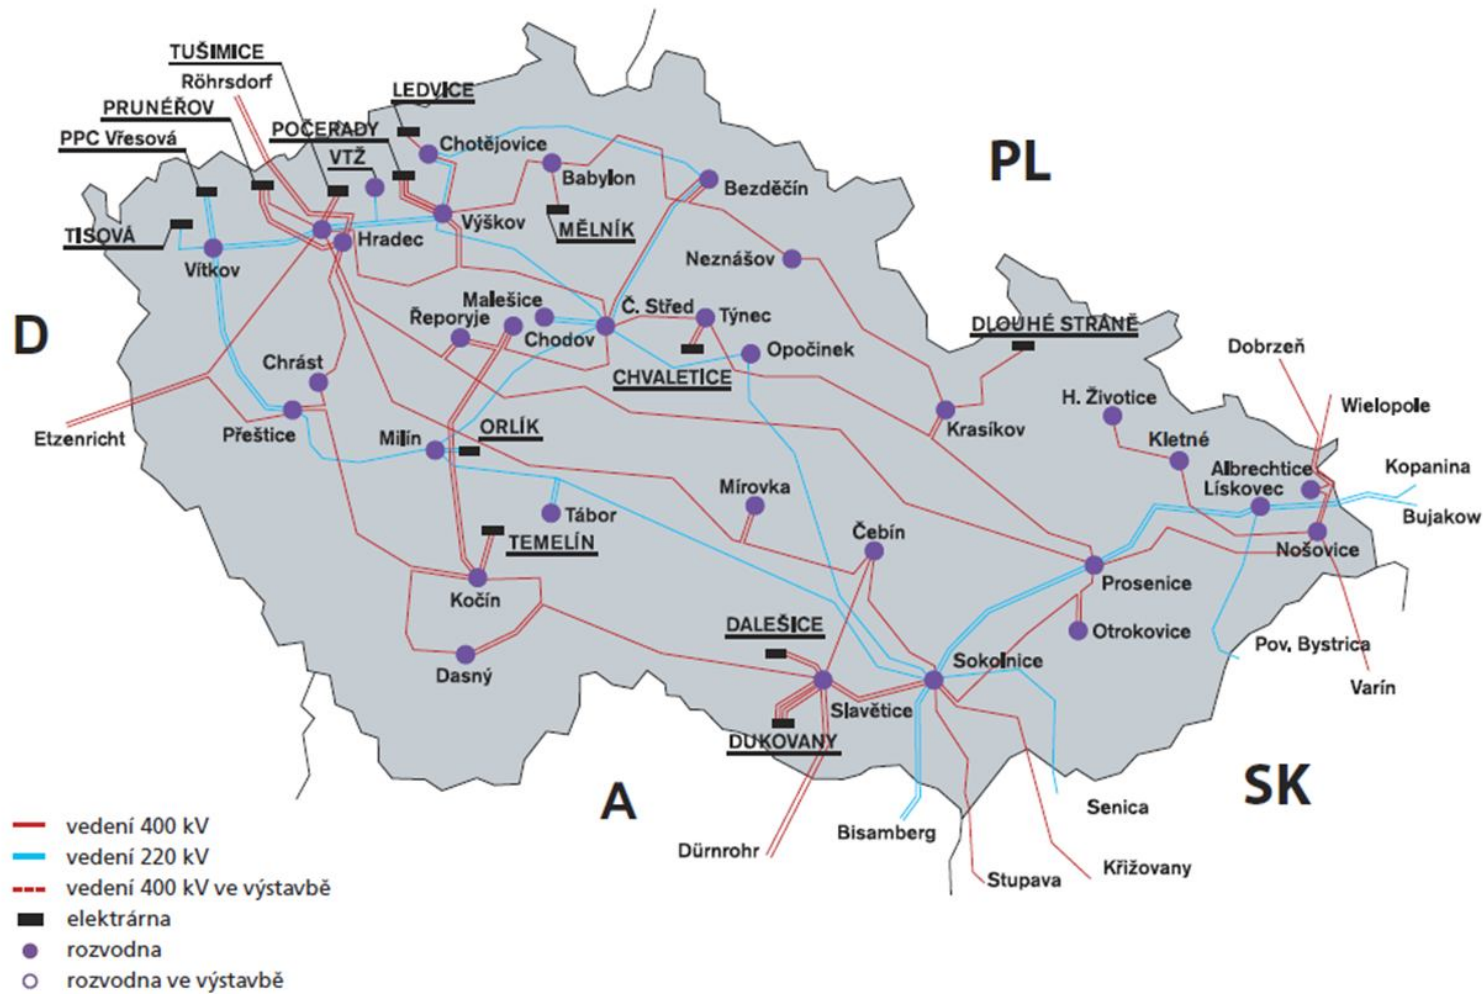 TUŠIMICE
Röhrsdorf
LEDVICE
PRUNÉŘOV
POČERADY
PPC Vřesová
Chotějovice
VTŽ
Babylon
Bezděčín
PL
TISOVÁ
Výškov
MĚLNÍK
Hradec
Vítkov
Neznášov
Malešice
Č. Střed
Řeporyje
Týnec
DLOUHÉ STRÁNĚ
D
Chodov
Opočinek
Dobrzeň
Chrást
CHVALETICE
H. Životice
Wielopole
Etzenricht
Přeštice
Milín
ORLÍK
Krasíkov
Kletné
Albrechtice
Kopanina
Lískovec
Mírovka
Bujakow
Tábor
Čebín
TEMELÍN
Nošovice
Prosenice
Kočín
DALEŠICE
Otrokovice
Pov. Bystrica
Sokolnice
Dasný
Varín
Slavětice
DUKOVANY
SK
A
Senica
Bisamberg
Dürnrohr
Křižovany
Stupava
vedení 400 kV
vedení 220 kV
vedení 400 kV ve výstavbě
elektrárna
rozvodna
rozvodna ve výstavbě